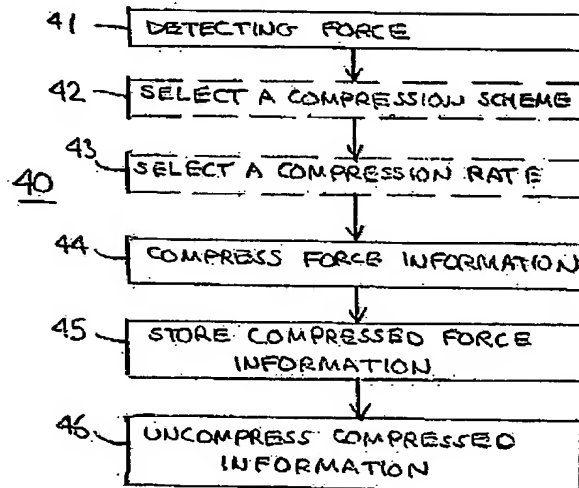 41 DETECTING FORCE
42 SELECT A COMPRESSION SCHEME
43 SELECT A COMPRESSION RATE
40
44 COMPRESS FORCE INFORMATION
45 STORE COMPRESSED FORCE
INFORMATION
46 UNCOMPRESS COMPRESSED
INFORMATION